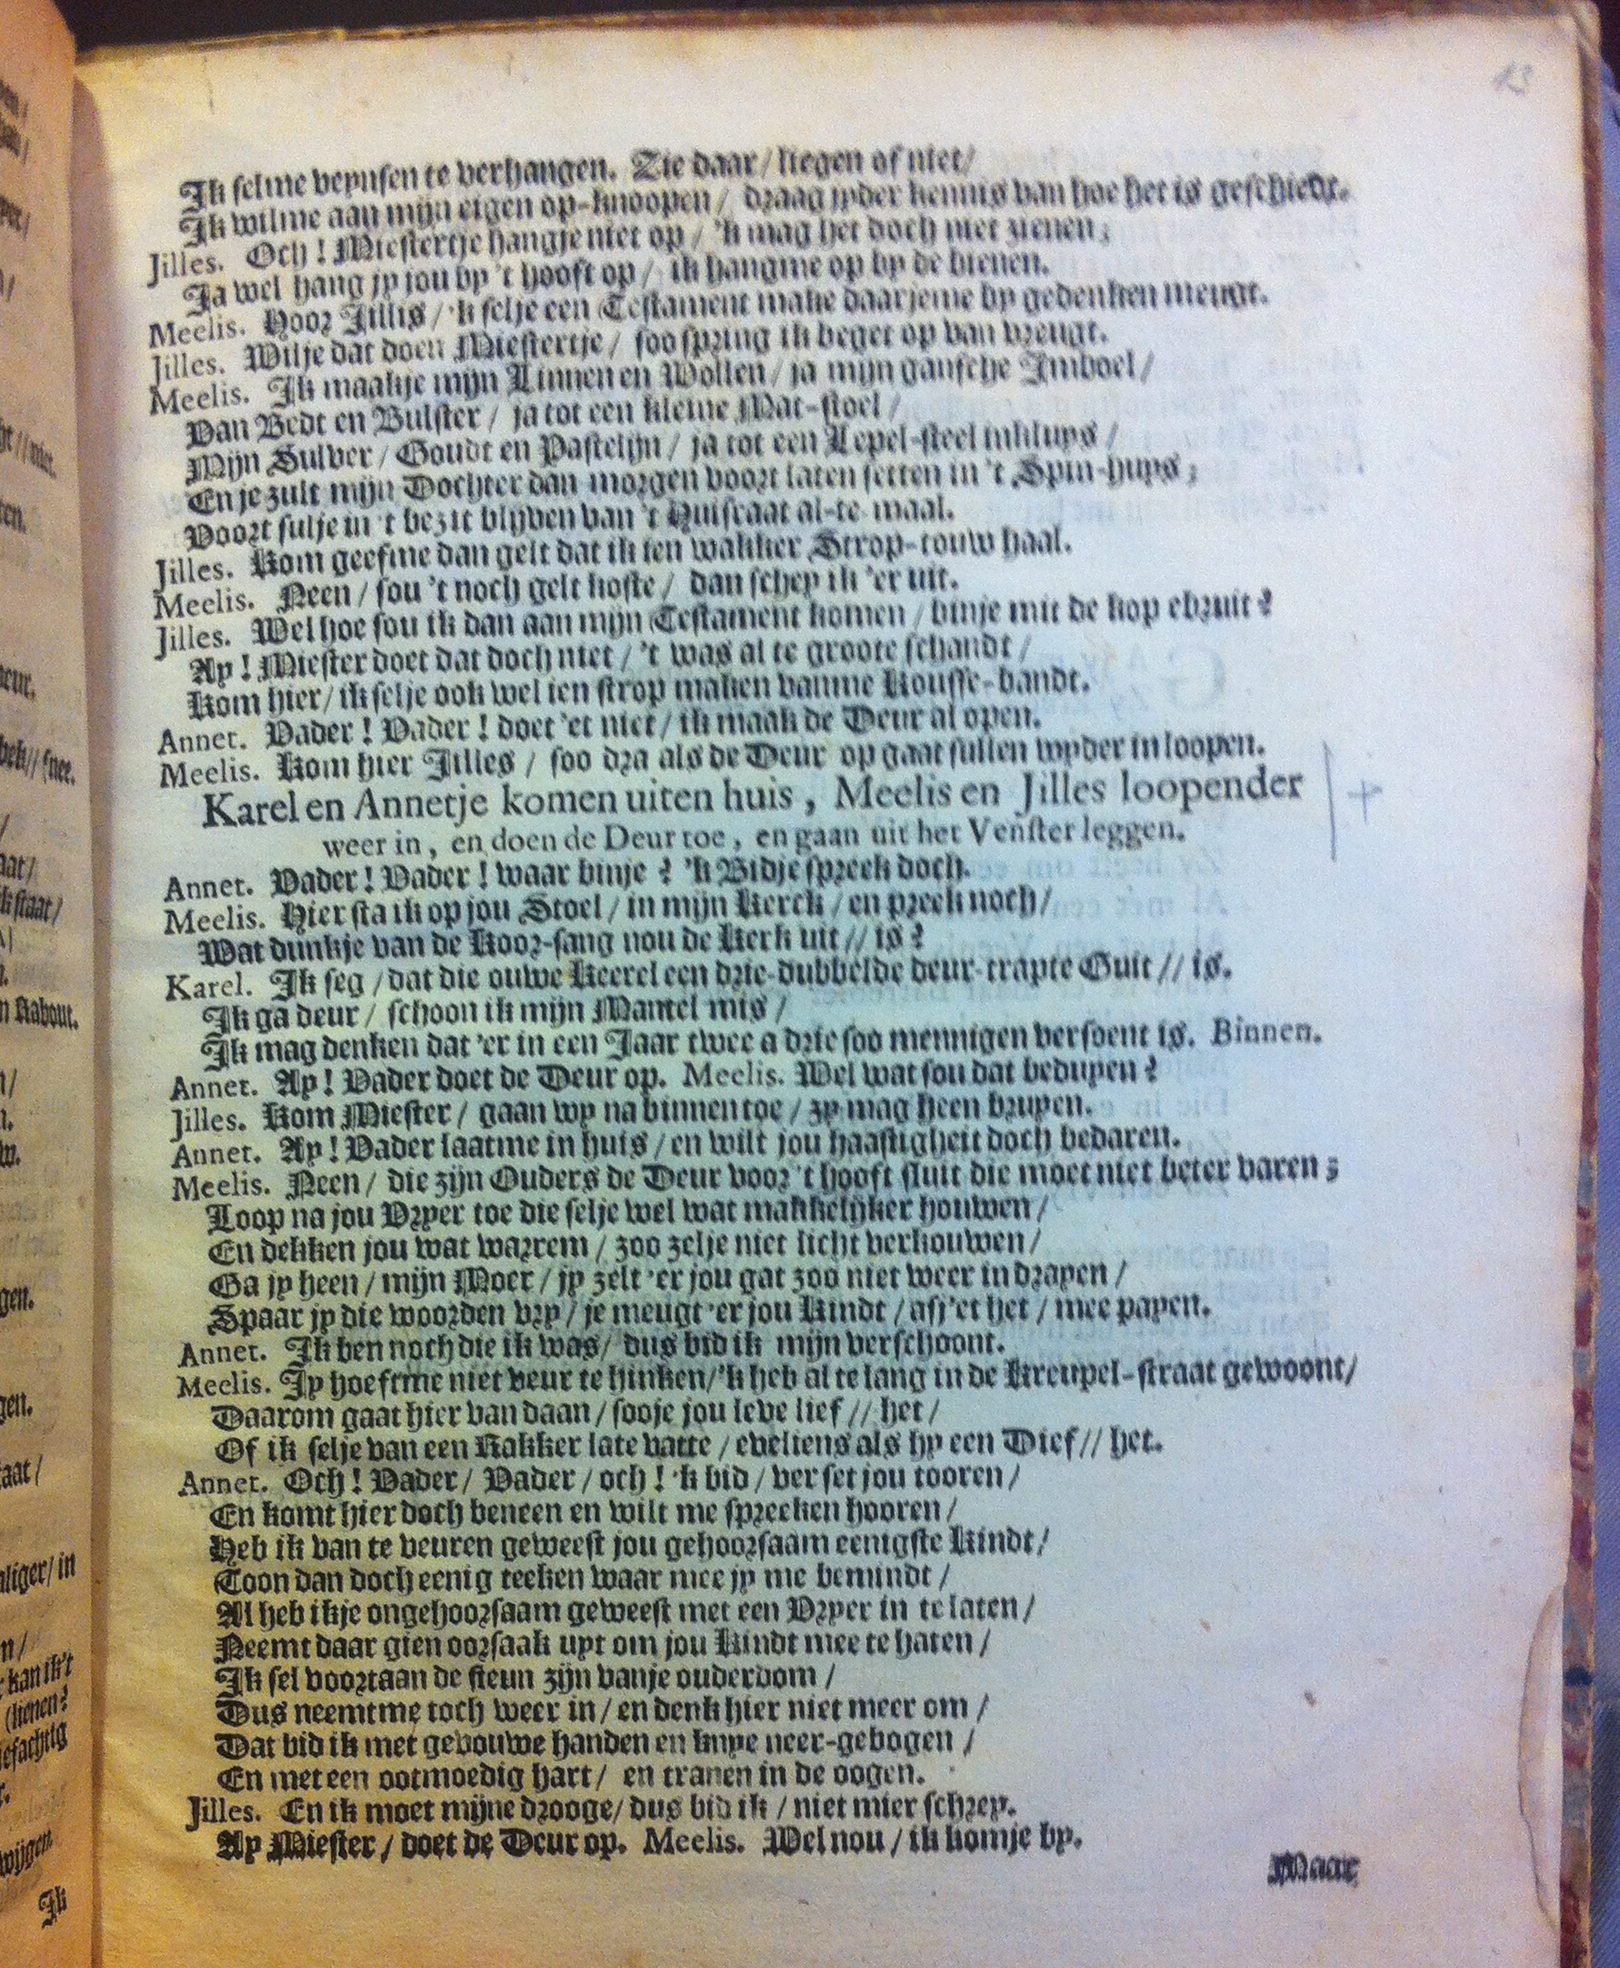 13
Ik selme veynsen te verhangen. Zie daar / liegen of niet /
Ik wilme aan mijn eigen op-knoopen / draag yder kennis van hoe het is geschiedt.
Jilles. Och ! Miestertje hangje niet op / 'k mag het doch niet zienen ;
Ja wel hang jy jou by 't hooft op / ik hangme op by de bienen.
Meelis. Hoor Jillis / 'k selje een Testament make daarjeme by gedenken meugt.
Jilles. Wilje dat doen Miestertje / soo spring ik beget op van vreugt.
Meelis. Ik maakje mijn Linnen en Wollen / ja mijn gansche Imboel /
Van Bedt en Bulster / ja tot een kleine Mat-stoel /
Mijn Sulver / Goudt en Pastelijn / ja tot een Lepel-steel inkluys /
En je zult mijn Dochter dan morgen voort laten setten in 't Spin-huys ;
Voort sulje in 't bezit blijven van 't Huisraat al-te maal.
Jilles. Kom geefme dan gelt dat ik ien wakker Strop-touw haal.
Meelis. Neen / sou 't noch gelt koste / dan schey ik 'er uit.
Jilles. Wel hoe sou ik dan aan mijn Testament komen / binje mit de kop ebruit ?
Ay ! Miester doet dat doch niet / 't was al te groote schandt /
Kom hier / ik selje ook wel ien strop maken vanme Kousse-bandt.
Annet. Vader ! Vader ! doet 'et niet / ik maak de Deur al open.
Meelis. Kom hier Jilles / soo dra als de Deur op gaat sullen wyder in loopen.
Karel en Annetje komen uiten huis , Meelis en Jilles loopender
weer in , en doen de Deur toe , en gaan uit het Venster leggen.
Annet. Vader ! Vader ! waar binje ? 'k Bidje spreek doch.
Meelis. Hier sta ik op jou Stoel / in mijn Kerck / en preek noch /
Wat dunkje van de Koor-sang nou de Kerk uit // is ?
Karel. Ik seg / dat die ouwe Keerel een drie-dubbelde deur-trapte Guit // is.
Ik ga deur / schoon ik mijn Mantel mis /
Ik mag denken dat 'er in een Jaar twee a drie soo mennigen versoent is. Binnen.
Annet. Ay ! Vader doet de Deur op. Meelis. Wel wat sou dat beduyen ?
Jilles. Kom Miester / gaan wy na binnen toe / zy mag heen bruyen.
Annet. Ay ! Vader laatme in huis / en wilt jou haastigheit doch bedaren.
Meelis. Neen / die zijn Ouders de Deur voor 't hooft sluit die moet niet beter varen ;
Loop na jou Vryer toe die selje wel wat makkelijker houwen /
En dekken jou wat warrem / zoo zelje niet licht verkouwen /
Ga jy heen / mijn Moer / jy zelt 'er jou gat zoo niet weer in drayen /
Spaar jy die woorden vry / je meugt 'er jou Kindt / asj'et het / mee payen.
Annet. Ik ben noch die ik was / dus bid ik mijn verschoont.
Meelis. Jy hoeftme niet veur te hinken / 'k heb al te lang in de Kreupel-straat gewoont /
Daarom gaat hier van daan / sooje jou leve lief // het /
Of ik selje van een Rakker late vatte / eveliens als hy een Dief // het.
Annet. Och ! Vader / Vader / och ! 'k bid / verset jou tooren /
En komt hier doch beneen en wilt me spreeken hooren /
Heb ik van te veuren geweest jou gehoorsaam eenigste Kindt /
Toon dan doch eenig teeken waar mee jy me bemindt /
Al heb ikje ongehoorsaam geweest met een Vryer in te laten /
Neemt daar gien oorsaak uyt om jou Kindt mee te haten /
Ik sel voortaan de steun zijn vanje ouderdom /
Dus neemtme toch weer in / en denk hier niet meer om /
Dat bid ik met gevouwe handen en knye neer-gebogen /
En met een ootmoedig hart / en tranen in de oogen.
Jilles. En ik moet mijne drooge / dus bid ik / niet mier schrey.
Ay Miester / doet de Deur op. Meelis. Wel nou / ik komje by.
Maar